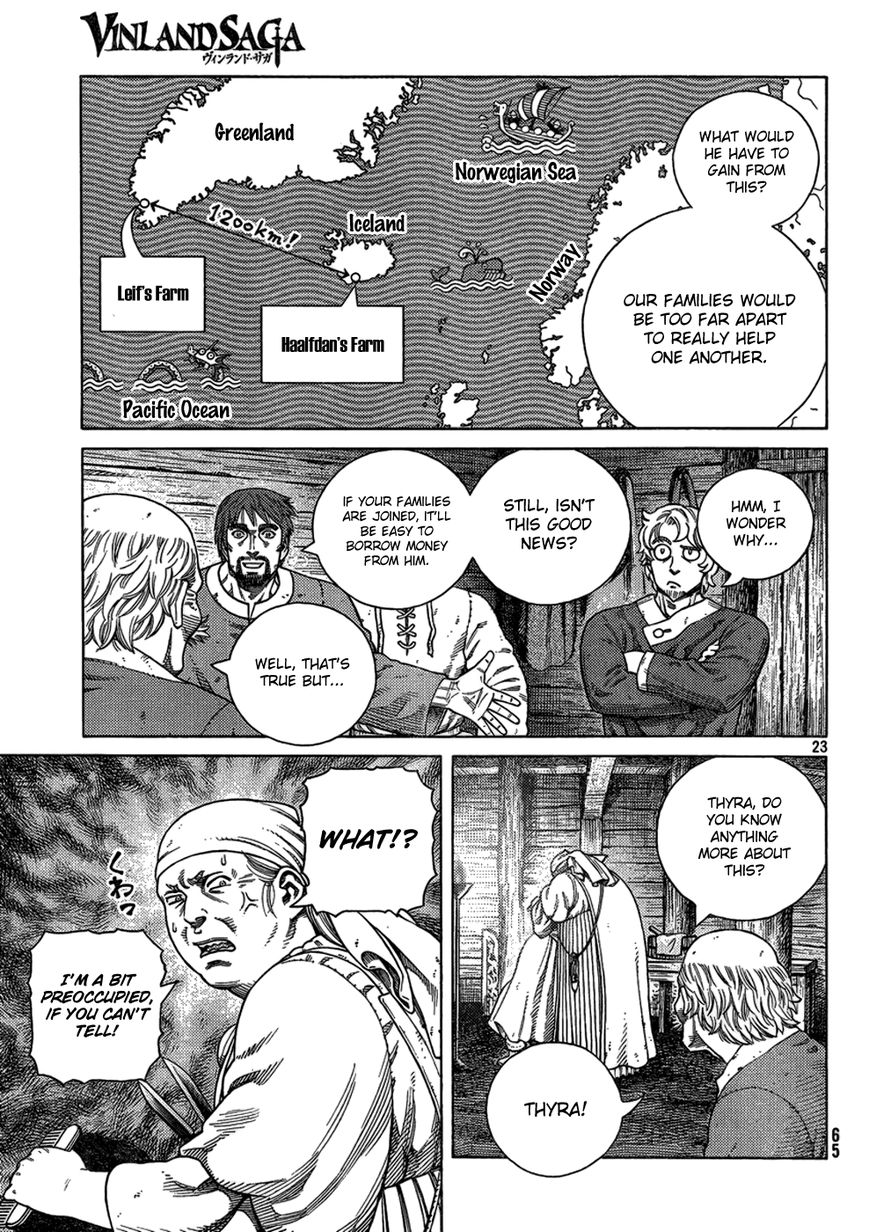 VINLAND SAGA
ヴィンランド・サガ
WHAT WOULD
HE HAVE TO
GAIN FROM
THIS?
OUR FAMILIES WOULD
BE TOO FAR APART
TO REALLY HELP
ONE ANOTHER.
Greenland
Norwegian Sea
Iceland
1200km!
Norway
Leif's Farm
Haalfdan's Farm
Pacific Ocean
HMM, I
WONDER
WHY...
STILL, ISN'T
THIS GOOD
NEWS?
IF YOUR FAMILIES
ARE JOINED, IT'LL
BE EASY TO
BORROW MONEY
FROM HIM.
WELL, THAT'S
TRUE BUT...
23
THYRA, DO
YOU KNOW
ANYTHING
MORE ABOUT
THIS?
THYRA!
WHAT!?
くわっ
I'M A BIT
PREOCCUPIED,
IF YOU CAN'T
TELL!
65